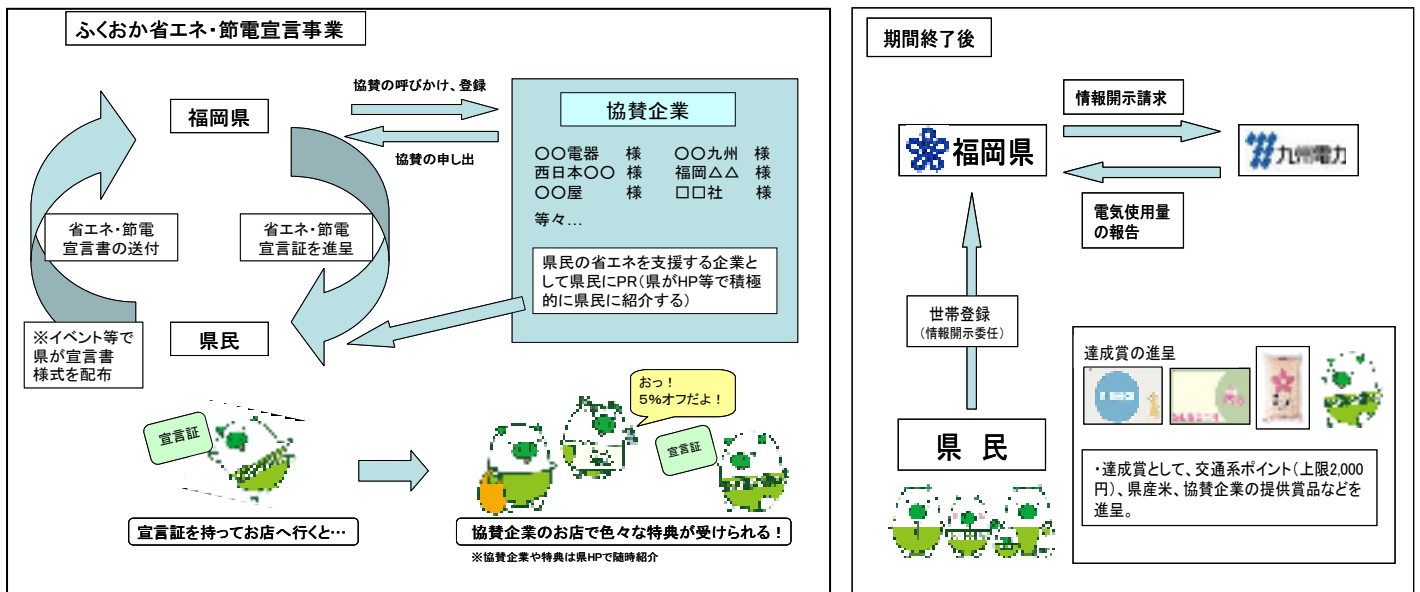 ふくおか省エネ・節電宣言事業
福岡県
協賛の呼びかけ、登録
協賛の申し出
協賛企業
〇〇電器 様 〇〇九州 様
西日本〇〇 様 福岡△△ 様
〇〇屋 様 □□社 様
等々…
県民の省エネを支援する企業と
して県民にPR(県がHP等で積極
的に県民に紹介する)
省エネ・節電
宣言書の送付
省エネ・節電
宣言証を進呈
県民
※イベント等で
県が宣言書
様式を配布
宣言証
おっ！
5%オフだよ！
宣言証
宣言証を持ってお店へ行くと…
協賛企業のお店で色々な特典が受けられる！
※協賛企業や特典は県HPで随時紹介
期間終了後
情報開示請求
福岡県
九州電力
電気使用量
の報告
世帯登録
（情報開示委任）
県 民
達成賞の進呈
・達成賞として、交通系ポイント(上限2,000
円)、県産米、協賛企業の提供賞品などを
進呈。